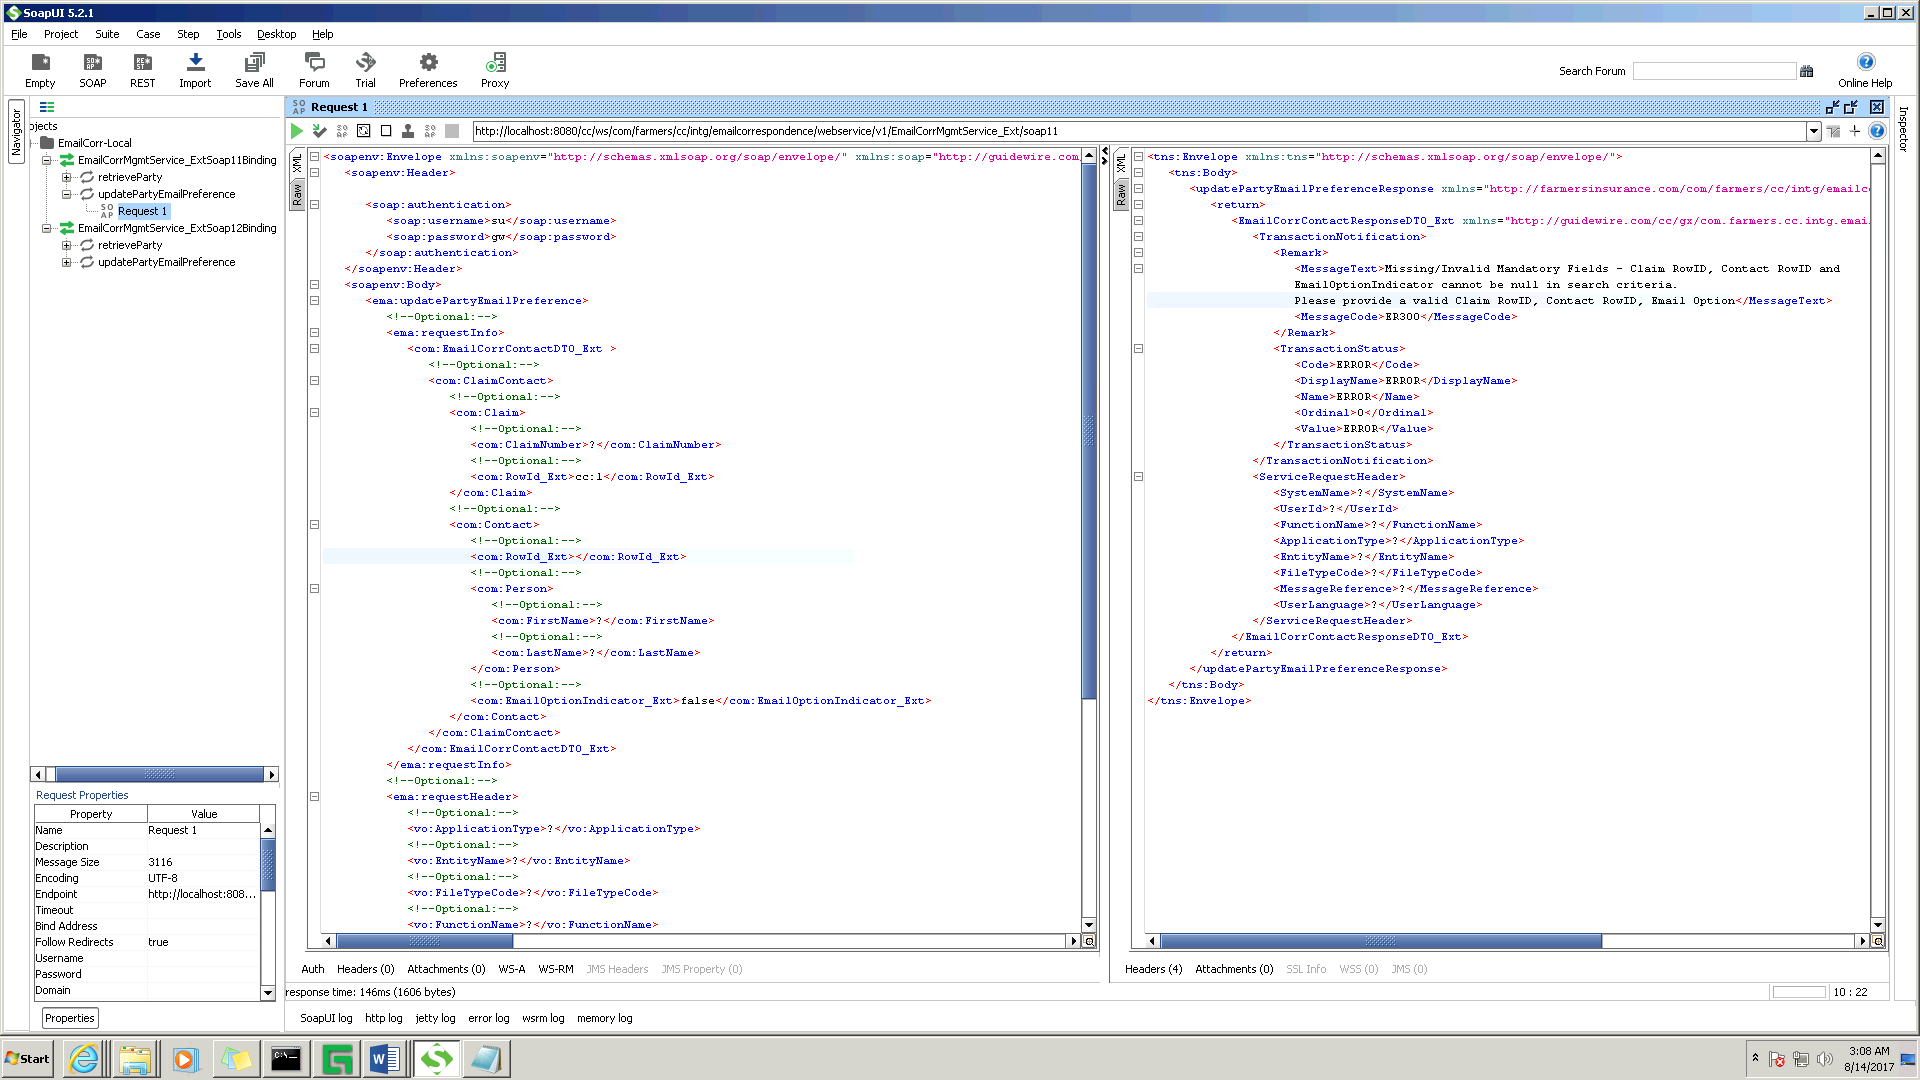 SoapUI 5.2.1
File Project Suite Case Step Tools Desktop Help
Empty SOAP REST Import Save All Forum Trial Preferences Proxy
Search Forum
Online Help
Navigator
ojects
EmailCorr-Local
EmailCorrMgmtService_ExtSoap11Binding
retrieveParty
updatePartyEmailPreference
Request 1
EmailCorrMgmtService_ExtSoap12Binding
retrieveParty
updatePartyEmailPreference
Request Properties
Property Value
Name Request 1
Description
Message Size 3116
Encoding UTF-8
Endpoint http://localhost:808...
Timeout
Bind Address
Follow Redirects true
Username
Password
Domain
Properties
Request 1
http://localhost:8080/cc/ws/com/farmers/cc/intg/emailcorrespondence/webservice/v1/EmailCorrMgmtService_Ext/soap11
XML
Raw
<soapenv:Envelope xmlns:soapenv="http://schemas.xmlsoap.org/soap/envelope/" xmlns:soap="http://guidewire.com
<soapenv:Header>
<soap:authentication>
<soap:username>su</soap:username>
<soap:password>gw</soap:password>
</soap:authentication>
</soapenv:Header>
<soapenv:Body>
<ema:updatePartyEmailPreference>
<!--Optional:-->
<ema:requestInfo>
<com:EmailCorrContactDTO_Ext >
<!--Optional:-->
<com:ClaimContact>
<!--Optional:-->
<com:Claim>
<!--Optional:-->
<com:ClaimNumber>?</com:ClaimNumber>
<!--Optional:-->
<com:RowId_Ext>cc:1</com:RowId_Ext>
</com:Claim>
<!--Optional:-->
<com:Contact>
<!--Optional:-->
<com:RowId_Ext></com:RowId_Ext>
<!--Optional:-->
<com:Person>
<!--Optional:-->
<com:FirstName>?</com:FirstName>
<!--Optional:-->
<com:LastName>?</com:LastName>
</com:Person>
<!--Optional:-->
<com:EmailOptionIndicator_Ext>false</com:EmailOptionIndicator_Ext>
</com:Contact>
</com:ClaimContact>
</com:EmailCorrContactDTO_Ext>
</ema:requestInfo>
<!--Optional:-->
<ema:requestHeader>
<!--Optional:-->
<vo:ApplicationType>?</vo:ApplicationType>
<!--Optional:-->
<vo:EntityName>?</vo:EntityName>
<!--Optional:-->
<vo:FileTypeCode>?</vo:FileTypeCode>
<!--Optional:-->
<vo:FunctionName>?</vo:FunctionName>
Auth Headers (0) Attachments (0) WS-A WS-RM JMS Headers JMS Property (0)
response time: 146ms (1606 bytes)
SoapUI log http log jetty log error log wsrm log memory log
XML
Raw
<tns:Envelope xmlns:tns="http://schemas.xmlsoap.org/soap/envelope/">
<tns:Body>
<updatePartyEmailPreferenceResponse xmlns="http://farmersinsurance.com/com/farmers/cc/intg/emailc
<return>
<EmailCorrContactResponseDTO_Ext xmlns="http://guidewire.com/cc/gx/com.farmers.cc.intg.emai
<TransactionNotification>
<Remark>
<MessageText>Missing/Invalid Mandatory Fields - Claim RowID, Contact RowID and
EmailOptionIndicator cannot be null in search criteria.
Please provide a valid Claim RowID, Contact RowID, Email Option</MessageText>
<MessageCode>ER300</MessageCode>
</Remark>
<TransactionStatus>
<Code>ERROR</Code>
<DisplayName>ERROR</DisplayName>
<Name>ERROR</Name>
<Ordinal>0</Ordinal>
<Value>ERROR</Value>
</TransactionStatus>
</TransactionNotification>
<ServiceRequestHeader>
<SystemName>?</SystemName>
<UserId>?</UserId>
<FunctionName>?</FunctionName>
<ApplicationType>?</ApplicationType>
<EntityName>?</EntityName>
<FileTypeCode>?</FileTypeCode>
<MessageReference>?</MessageReference>
<UserLanguage>?</UserLanguage>
</ServiceRequestHeader>
</EmailCorrContactResponseDTO_Ext>
</return>
</updatePartyEmailPreferenceResponse>
</tns:Body>
</tns:Envelope>
Headers (4) Attachments (0) SSL Info WSS (0) JMS (0)
10 : 22
Inspector
Start
3:08 AM
8/14/2017